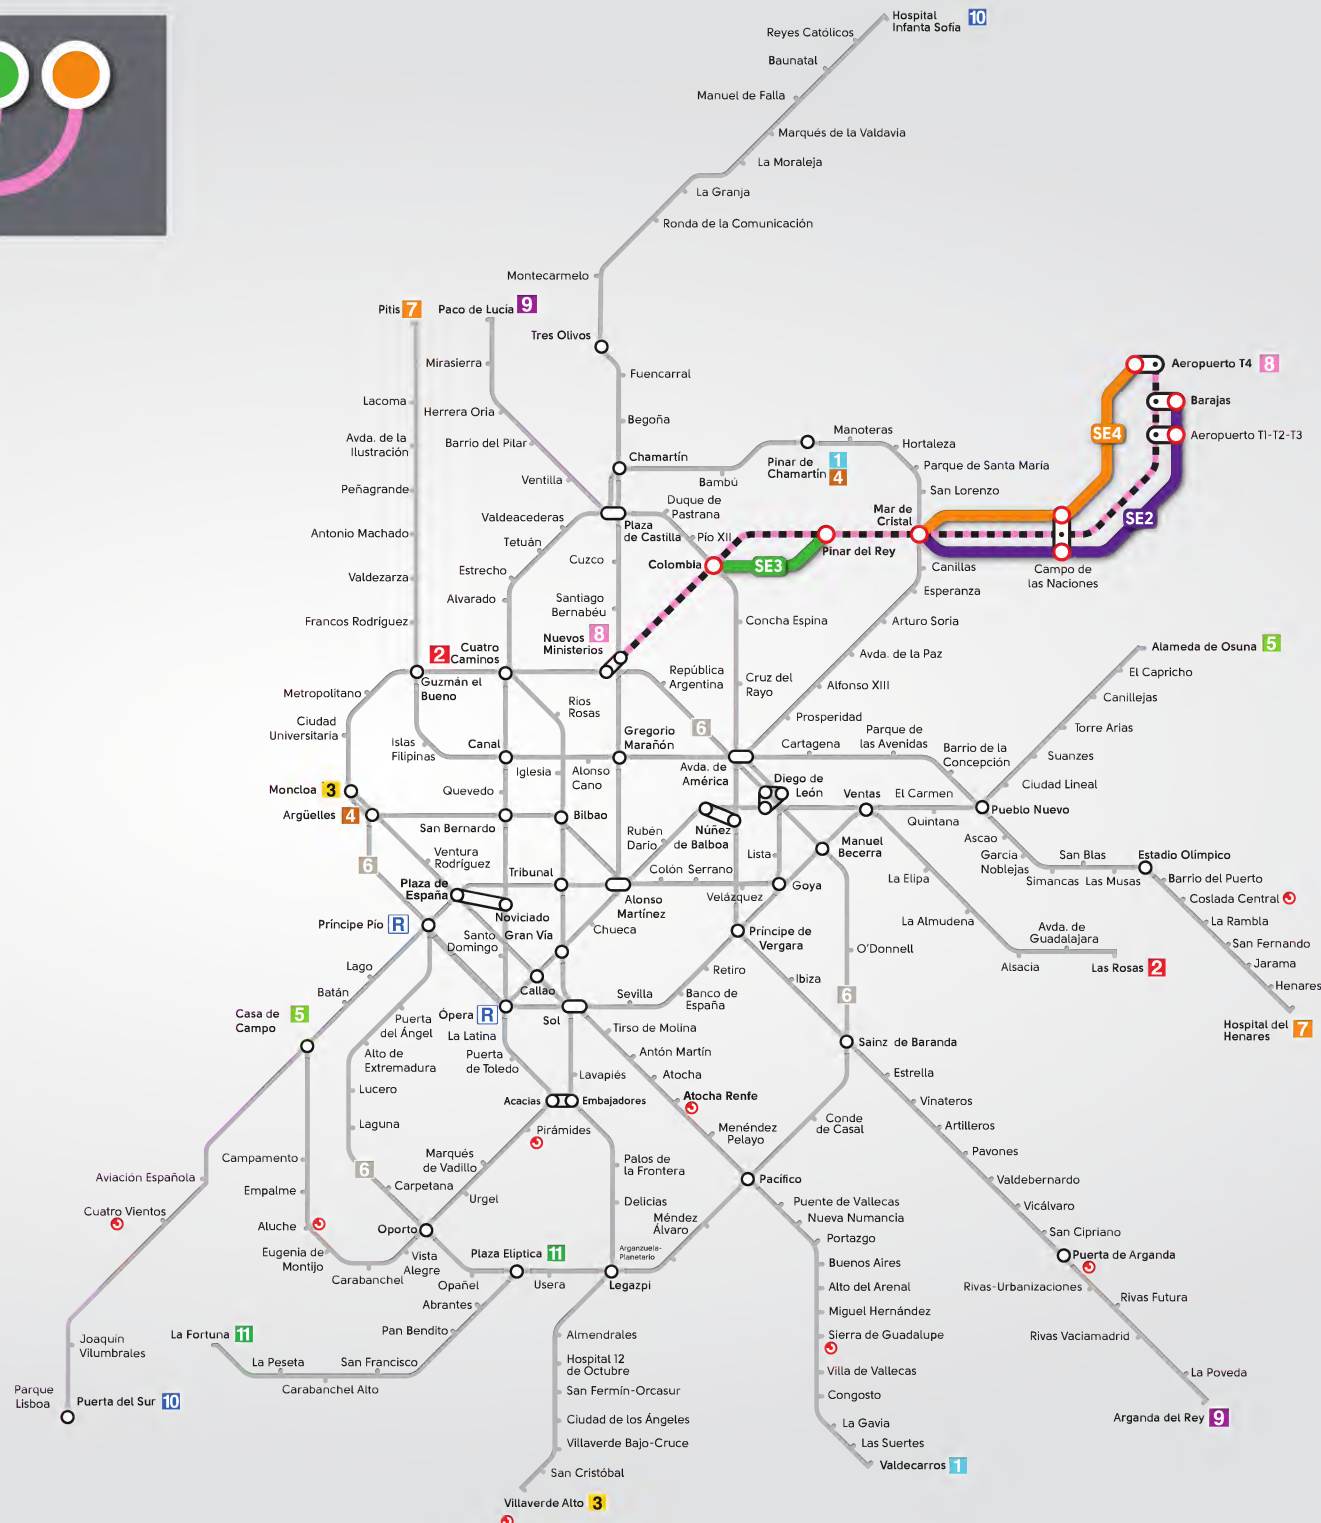 Hospital
Infanta Sofía
10
Reyes Católicos
Baunatal
Manuel de Falla
Marqués de la Valdavia
La Moraleja
La Granja
Ronda de la Comunicación
Montecarmelo
Pitis 7
Paco de Lucía 9
Tres Olivos
Mirasierra
Fuencarral
Aeropuerto T4 8
Lacoma
Barajas
Herrera Oria
Begoña
Avda. de la
Ilustración
Barrio del Pilar
Manoteras
Hortaleza
SE4
Aeropuerto T1-T2-T3
Chamartín
Pinar de
Chamartín
1
4
Parque de Santa María
Ventilla
Bambú
Peñagrande
San Lorenzo
Duque de
Pastrana
Mar de
Cristal
Valdeacederas
Plaza
de Castilla
SE2
Antonio Machado
Tetuán
Pío XII
Pinar del Rey
Cuzco
Colombia
SE3
Estrecho
Canillas
Campo de
las Naciones
Valdezarza
Esperanza
Alvarado
Santiago
Bernabéu
Francos Rodríguez
Concha Espina
Arturo Soria
Nuevos
Ministerios
8
Alameda de Osuna 5
2
Cuatro
Caminos
Avda. de la Paz
El Capricho
República
Argentina
Guzmán el
Bueno
Cruz del
Rayo
Alfonso XIII
Metropolitano
Canillejas
Ríos
Rosas
Prosperidad
Ciudad
Universitaria
6
Torre Arias
Islas
Filipinas
Canal
Gregorio
Marañón
Cartagena
Parque de
las Avenidas
Barrio de la
Concepción
Suanzes
Iglesia
Alonso
Cano
Avda. de
América
Diego de
León
Ciudad Lineal
Moncloa 3
Quevedo
Ventas
El Carmen
Pueblo Nuevo
Argüelles 4
San Bernardo
Bilbao
Quintana
Rubén
Darío
Núñez
de Balboa
Manuel
Becerra
Ascao
Ventura
Rodríguez
Lista
García
Noblejas
San Blas
Estadio Olímpico
6
Tribunal
Colón
Serrano
La Elipa
Simancas
Las Musas
Barrio del Puerto
Plaza de
España
Goya
Velázquez
Coslada Central
Alonso
Martínez
Noviciado
La Almudena
La Rambla
Príncipe Pío R
Santo
Domingo
Gran Vía
Chueca
Príncipe de
Vergara
Avda. de
Guadalajara
O'Donnell
San Fernando
Lago
Retiro
Alsacia
Las Rosas 2
Jarama
Ibiza
Batán
Callao
Sevilla
Banco de
España
6
Henares
Casa de
Campo
5
Puerta
del Ángel
Ópera R
Sol
Hospital del
Henares
7
La Latina
Tirso de Molina
Sainz de Baranda
Alto de
Extremadura
Puerta
de Toledo
Antón Martín
Lavapiés
Atocha
Estrella
Lucero
Acacias
Embajadores
Atocha Renfe
Vinateros
Laguna
Pirámides
Menéndez
Pelayo
Conde
de Casal
Artilleros
Campamento
Marqués
de Vadillo
Palos de
la Frontera
Pavones
Aviación Española
6
Carpetana
Pacífico
Valdebernardo
Empalme
Urgel
Delicias
Puente de Vallecas
Vicálvaro
Cuatro Vientos
Aluche
Oporto
Méndez
Álvaro
Nueva Numancia
San Cipriano
Portazgo
Eugenia de
Montijo
Vista
Alegre
Plaza Elíptica 11
Arganzuela-
Planetario
Puerta de Arganda
Buenos Aires
Carabanchel
Opañel
Usera
Legazpi
Alto del Arenal
Rivas-Urbanizaciones
Rivas Futura
Abrantes
Miguel Hernández
Joaquín
Vilumbrales
La Fortuna 11
Pan Bendito
Almendrales
Sierra de Guadalupe
Rivas Vaciamadrid
La Peseta
San Francisco
Hospital 12
de Octubre
Villa de Vallecas
La Poveda
Parque
Lisboa
Carabanchel Alto
San Fermín-Orcasur
Congosto
Puerta del Sur 10
Ciudad de los Ángeles
La Gavia
Arganda del Rey 9
Villaverde Bajo-Cruce
Las Suertes
San Cristóbal
Valdecarros 1
Villaverde Alto 3